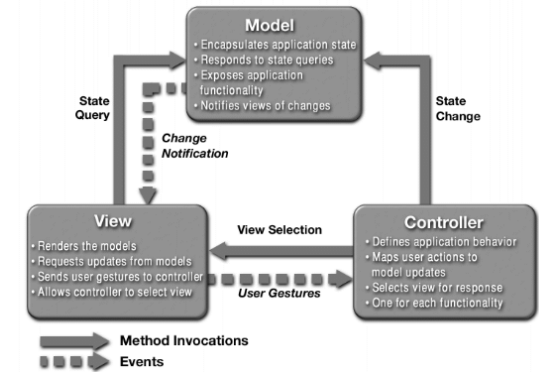 Model
• Encapsulates application state
• Responds to state queries
• Exposes application
functionality
• Notifies views of changes
State
Query
Change
Notification
State
Change
View
• Renders the models
• Requests updates from models
• Sends user gestures to controller
• Allows controller to select view
View Selection
User Gestures
Controller
• Defines application behavior
• Maps user actions to
model updates
• Selects view for response
• One for each functionality
Method Invocations
Events